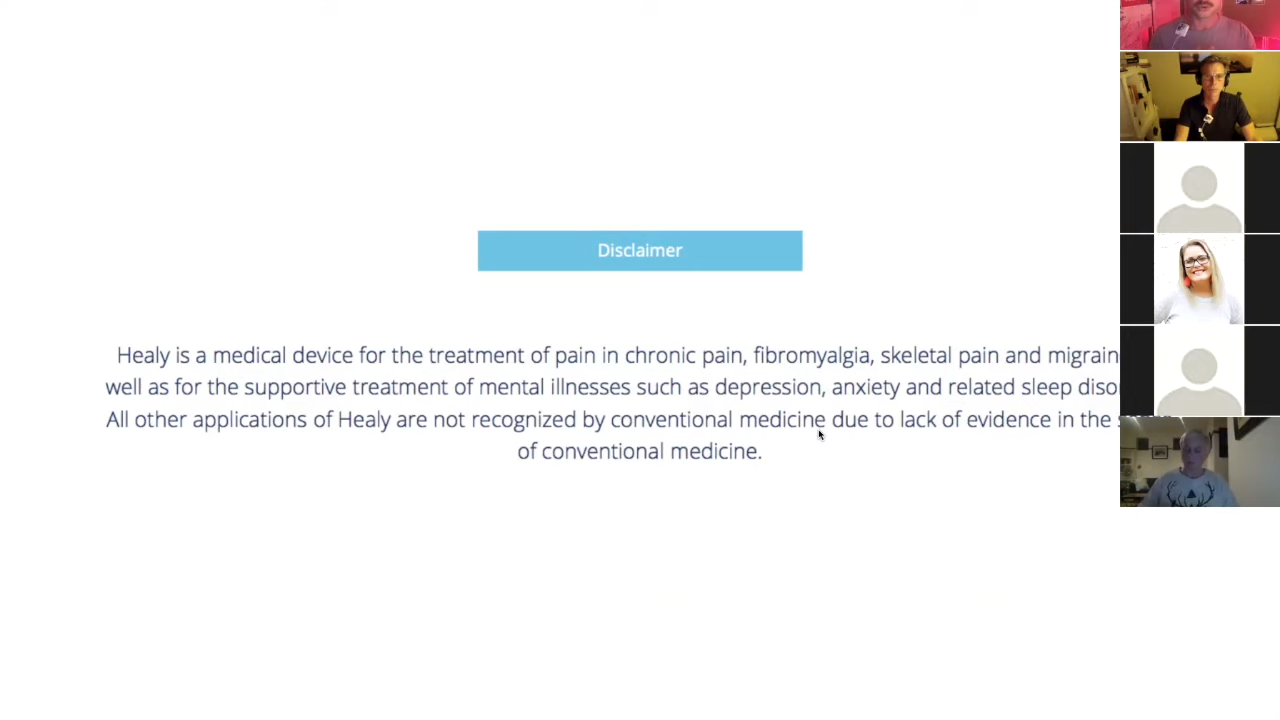 Disclaimer
Healy is a medical device for the treatment of pain in chronic pain, fibromyalgia, skeletal pain and migrain
well as for the supportive treatment of mental illnesses such as depression, anxiety and related sleep disor
All other applications of Healy are not recognized by conventional medicine due to lack of evidence in the
of conventional medicine.